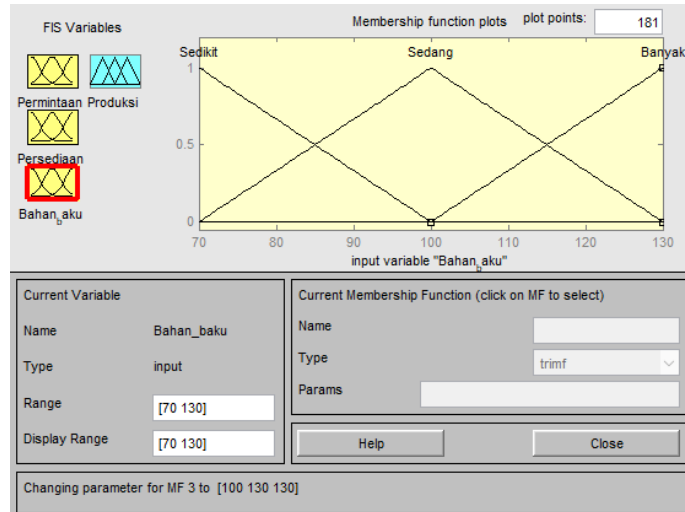 FIS Variables
Membership function plots
plot points:
181
Permintaan
Produksi
Persediaan
Bahan_baku
Sedikit
Sedang
Banyak
1
0.5
0
70
80
90
100
110
120
130
input variable "Bahan_baku"
Current Variable
Name
Bahan_baku
Type
input
Range
[70 130]
Display Range
[70 130]
Current Membership Function (click on MF to select)
Name
Type
trimf
Params
Help
Close
Changing parameter for MF 3 to [100 130 130]